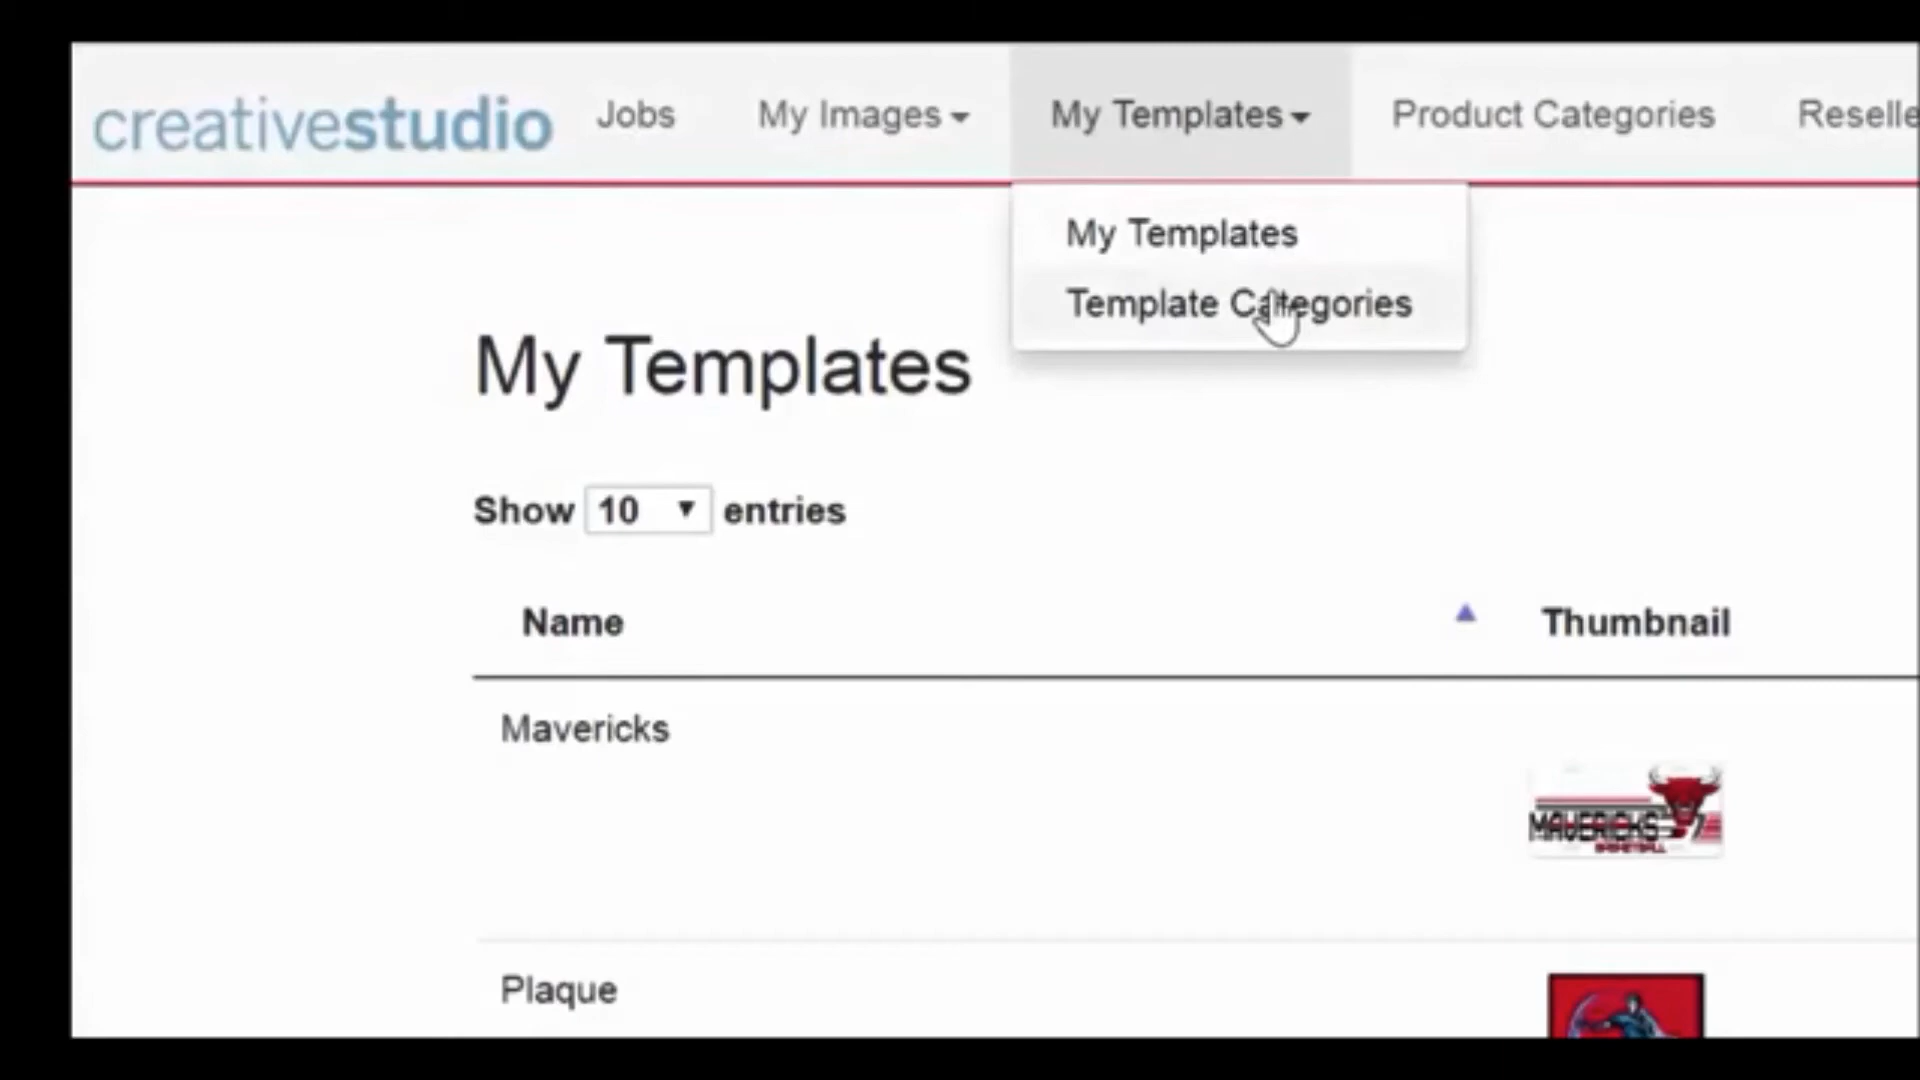 creativestudio Jobs My Images My Templates Product Categories Reselle
My Templates
Template Categories
My Templates
Show 10 entries
Name Thumbnail
Mavericks
MAVERICKS
BASKETBALL
Plaque